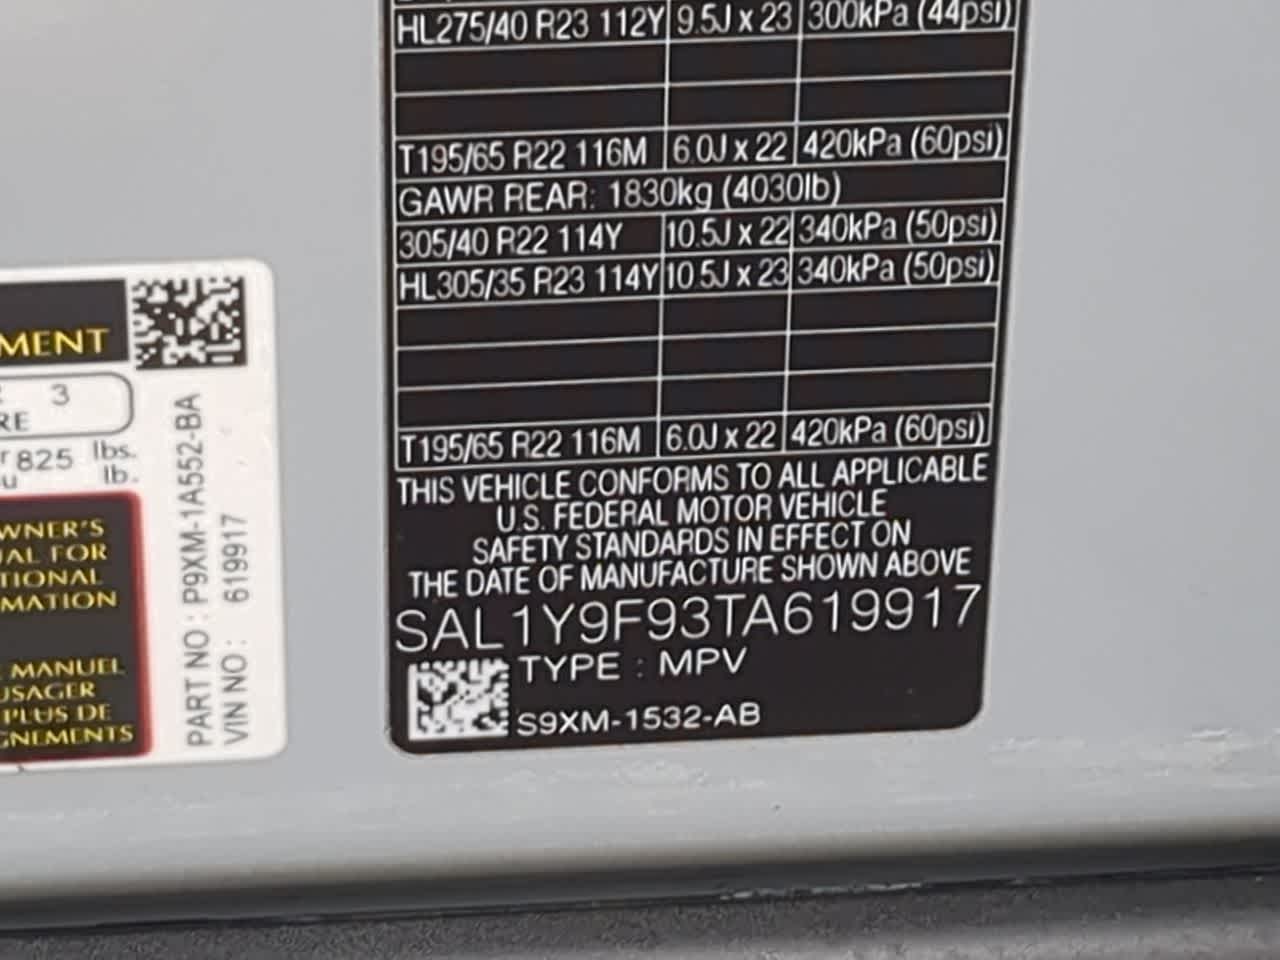 HL275/40 R23 112Y 9.5J x 23 300kPa (44psi)
T195/65 R22 116M 6.0J x 22 420kPa (60psi)
GAWR REAR: 1830kg (4030lb)
305/40 R22 114Y 10.5J x 22 340kPa (50psi)
HL305/35 R23 114Y 10.5J x 23 340kPa (50psi)
T195/65 R22 116M 6.0J x 22 420kPa (60psi)
THIS VEHICLE CONFORMS TO ALL APPLICABLE
U.S. FEDERAL MOTOR VEHICLE
SAFETY STANDARDS IN EFFECT ON
THE DATE OF MANUFACTURE SHOWN ABOVE
SAL1Y9F93TA619917
TYPE : MPV
S9XM-1532-AB
MENT
3
RE
825 lbs.
lb.
WNER'S
AL FOR
TIONAL
MATION
MANUEL
USAGER
PLUS DE
GNEMENTS
PART NO : P9XM-1A552-BA
VIN NO : 619917